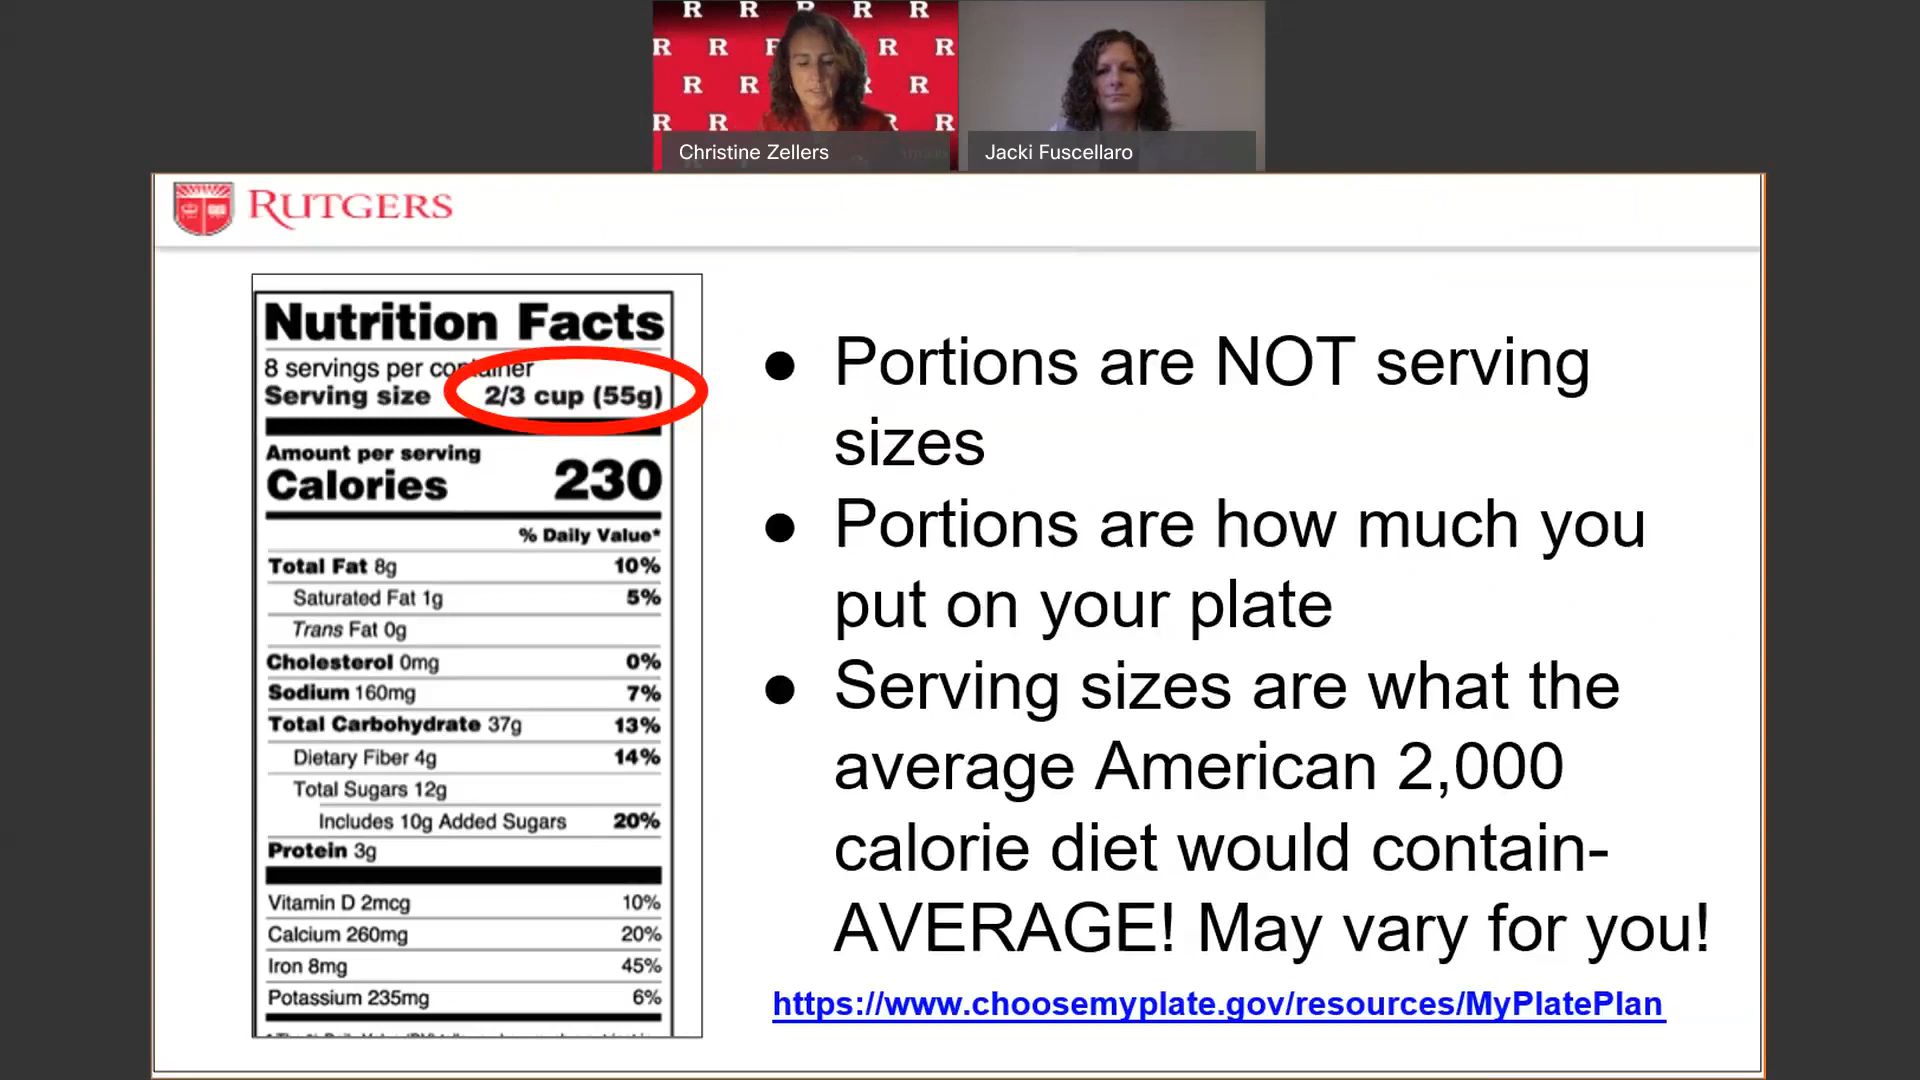 Christine Zellers
Jacki Fuscellaro
RUTGERS
Nutrition Facts
8 servings per container
Serving size 2/3 cup (55g)
Amount per serving
Calories 230
% Daily Value*
Total Fat 8g 10%
Saturated Fat 1g 5%
Trans Fat 0g
Cholesterol 0mg 0%
Sodium 160mg 7%
Total Carbohydrate 37g 13%
Dietary Fiber 4g 14%
Total Sugars 12g
Includes 10g Added Sugars 20%
Protein 3g
Vitamin D 2mcg 10%
Calcium 260mg 20%
Iron 8mg 45%
Potassium 235mg 6%
● Portions are NOT serving
sizes
● Portions are how much you
put on your plate
● Serving sizes are what the
average American 2,000
calorie diet would contain-
AVERAGE! May vary for you!
https://www.choosemyplate.gov/resources/MyPlatePlan